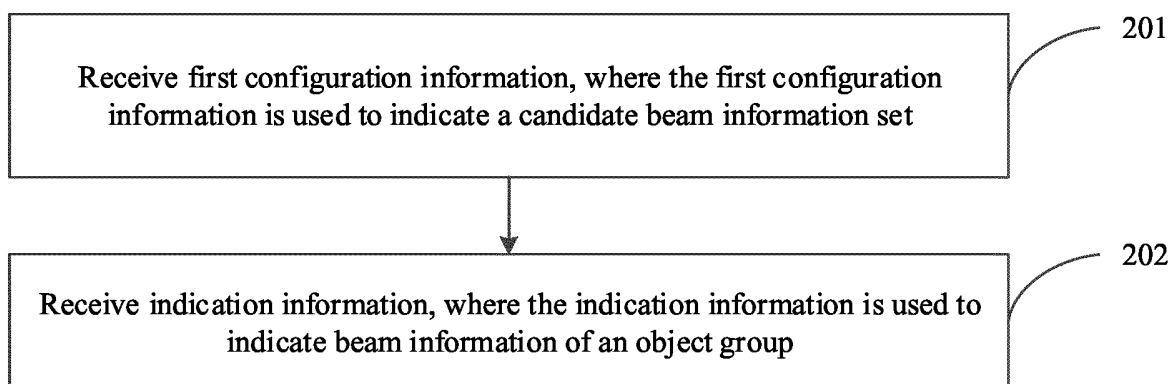 201
Receive first configuration information, where the first configuration
information is used to indicate a candidate beam information set
202
Receive indication information, where the indication information is used to
indicate beam information of an object group